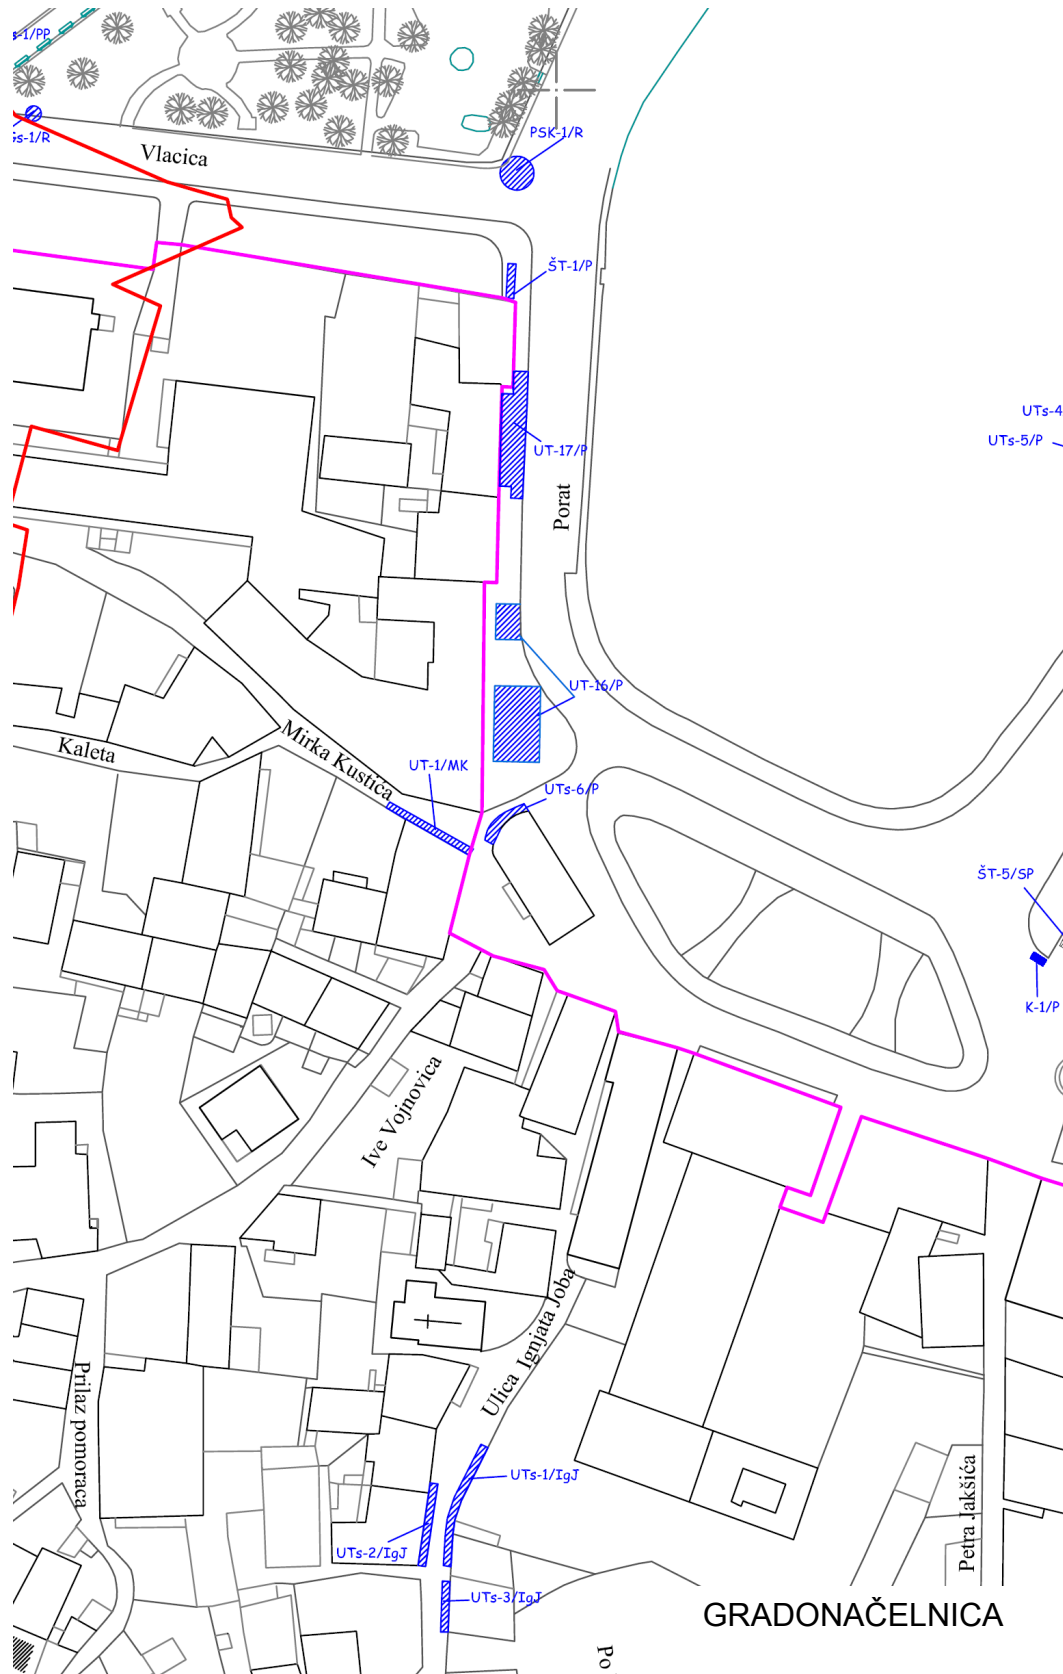 s-1/PP
s-1/R
Vlacica
PSK-1/R
ŠT-1/P
UTs-4
UTs-5/P
UT-17/P
Porat
UT-16/P
Kaleta
Mirka Kustića
UT-1/MK
UTs-6/P
ŠT-5/SP
K-1/P
Ive Vojnovica
Ulica Ignjata Joba
Prilaz pomoraca
UTs-1/IgJ
Petra Jakšića
UTs-2/IgJ
UTs-3/IgJ
GRADONAČELNICA
Po